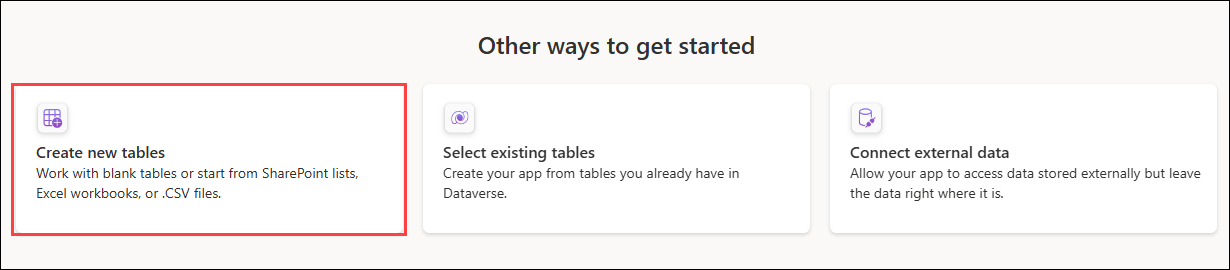 Other ways to get started
Create new tables
Work with blank tables or start from SharePoint lists,
Excel workbooks, or .CSV files.
Select existing tables
Create your app from tables you already have in
Dataverse.
Connect external data
Allow your app to access data stored externally but leave
the data right where it is.